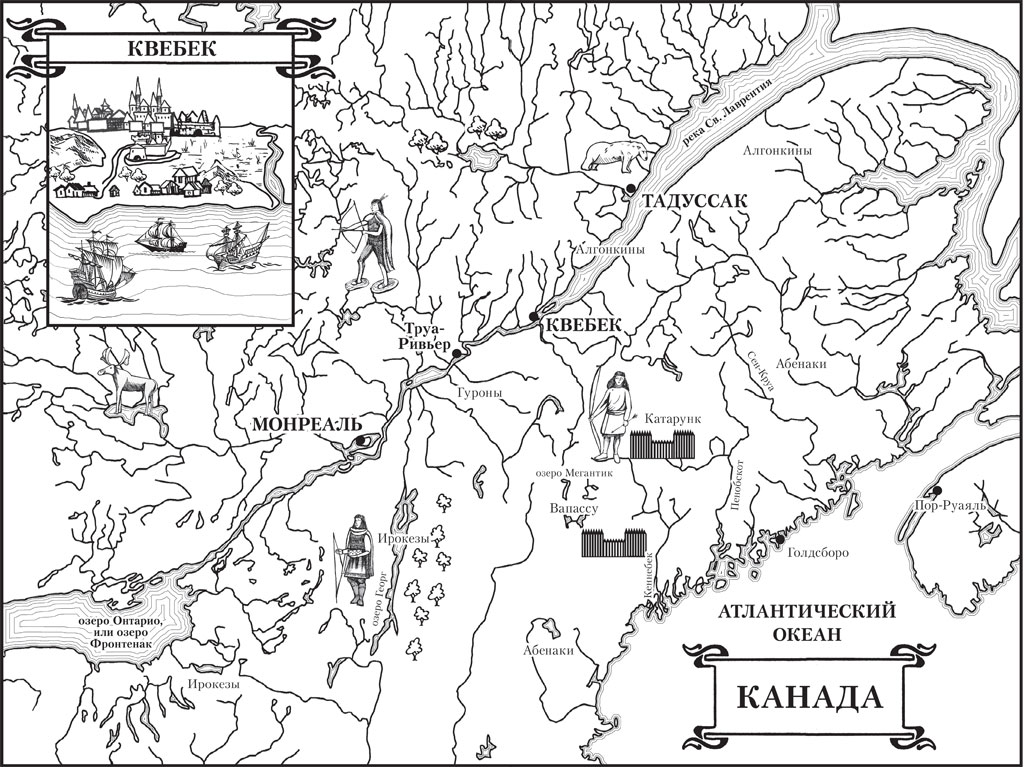 КВЕБЕК
река Св. Лаврентия
Алгонкины
ТАДУССАК
Алгонкины
КВЕБЕК
Труа-
Ривьер
Гуроны
Сен-Круа
Абенаки
МОНРЕАЛЬ
Катарунк
озеро Мегантик
Вапассу
Пенобскот
Пор-Руаяль
Ирокезы
Голдсборо
Кеннебек
озеро Георг
озеро Онтарио,
или озеро
Фронтенак
АТЛАНТИЧЕСКИЙ
ОКЕАН
Абенаки
Ирокезы
КАНАДА